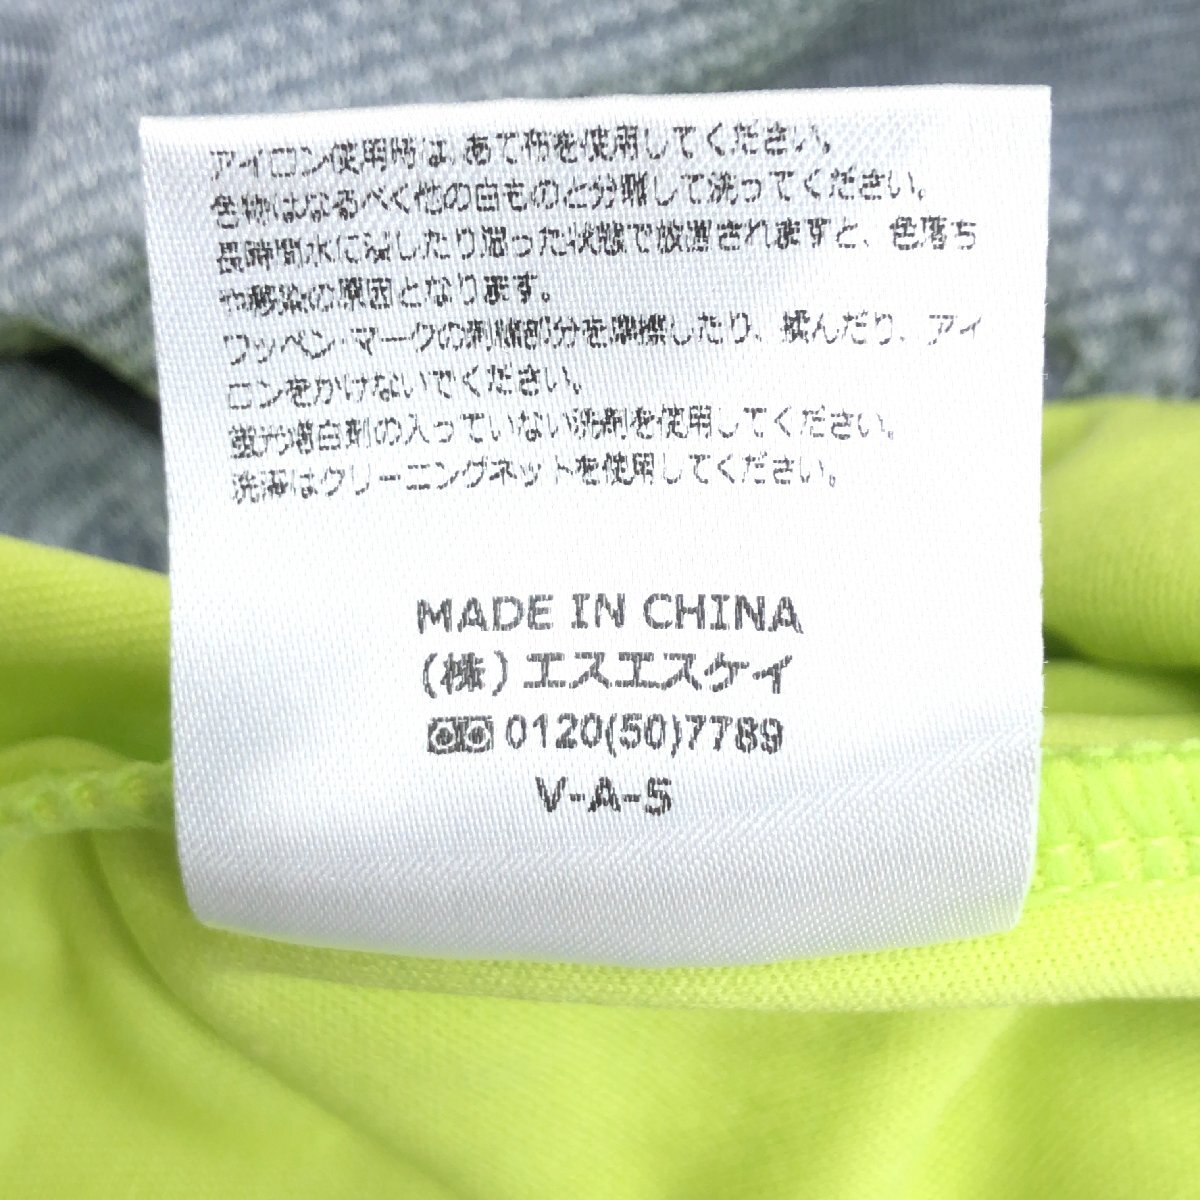 アイロン使用時は、あて布を使用してください。
色物はなるべく他の白ものと分離して洗ってください。
長時間水に浸したり湿った状態で放置されますと、色落ち
や移染の原因となります。
ワッペン・マークの刺繍部分を摩擦したり、揉んだり、アイ
ロンをかけないでください。
蛍光増白剤の入っていない洗剤を使用してください。
洗濯はクリーニングネットを使用してください。
MADE IN CHINA
(株)エスエスケイ
0120(50)7789
V-A-5